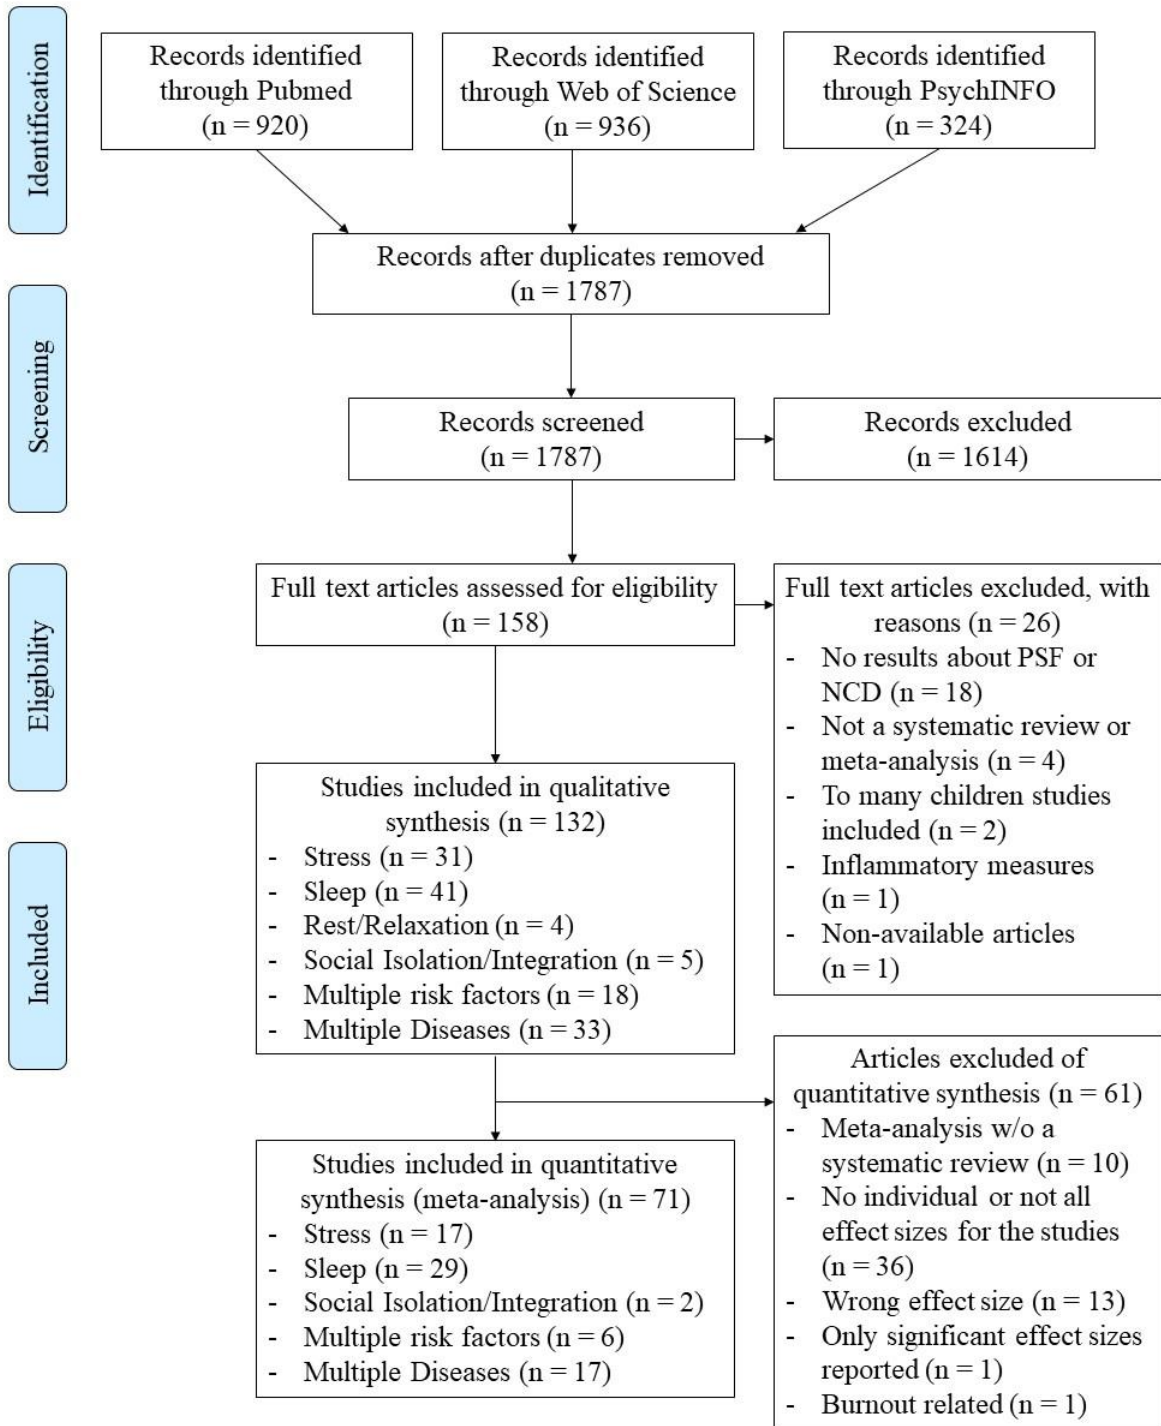 Identification
Records identified
through Pubmed
(n = 920)
Records identified
through Web of Science
(n = 936)
Records identified
through PsychINFO
(n = 324)
Records after duplicates removed
(n = 1787)
Screening
Records screened
(n = 1787)
Records excluded
(n = 1614)
Eligibility
Full text articles assessed for eligibility
(n = 158)
Full text articles excluded, with
reasons (n = 26)
- No results about PSF or
NCD (n = 18)
- Not a systematic review or
meta-analysis (n = 4)
- To many children studies
included (n = 2)
- Inflammatory measures
(n = 1)
- Non-available articles
(n = 1)
Included
Studies included in qualitative
synthesis (n = 132)
- Stress (n = 31)
- Sleep (n = 41)
- Rest/Relaxation (n = 4)
- Social Isolation/Integration (n = 5)
- Multiple risk factors (n = 18)
- Multiple Diseases (n = 33)
Articles excluded of
quantitative synthesis (n = 61)
- Meta-analysis w/o a
systematic review (n = 10)
- No individual or not all
effect sizes for the studies
(n = 36)
- Wrong effect size (n = 13)
- Only significant effect sizes
reported (n = 1)
- Burnout related (n = 1)
Studies included in quantitative
synthesis (meta-analysis) (n = 71)
- Stress (n = 17)
- Sleep (n = 29)
- Social Isolation/Integration (n = 2)
- Multiple risk factors (n = 6)
- Multiple Diseases (n = 17)